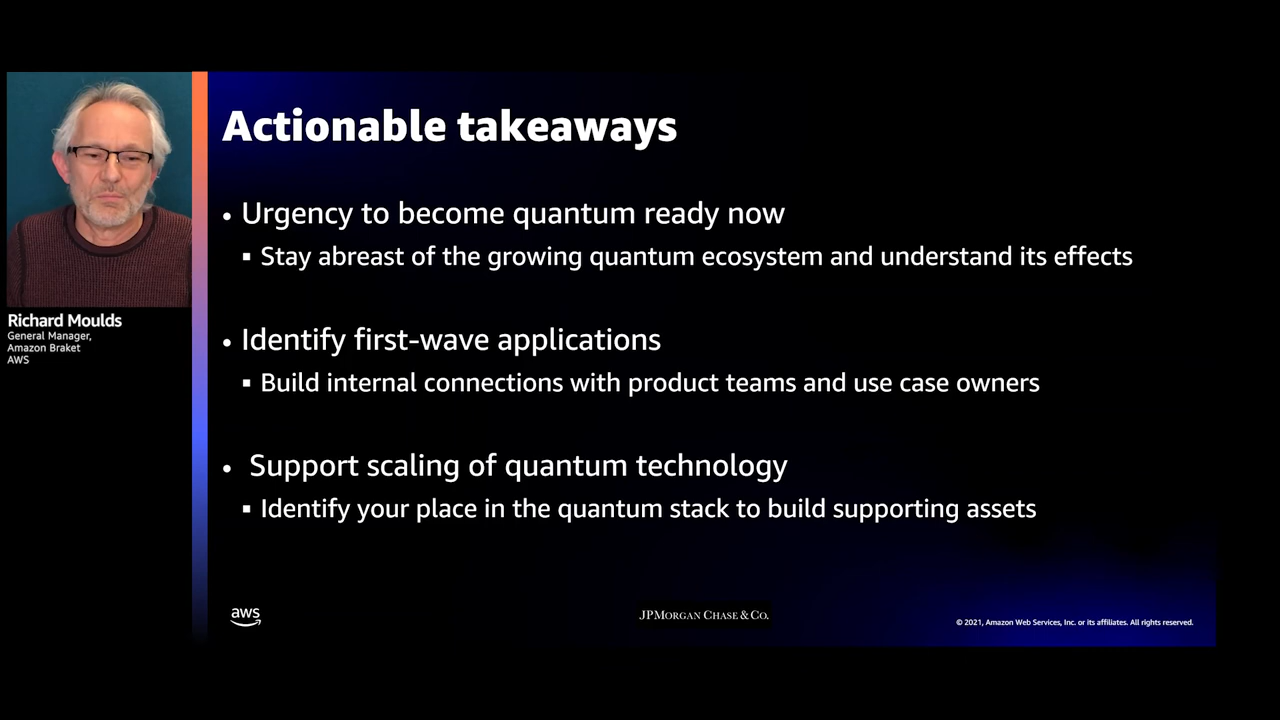 Actionable takeaways
• Urgency to become quantum ready now
▪ Stay abreast of the growing quantum ecosystem and understand its effects
• Identify first-wave applications
▪ Build internal connections with product teams and use case owners
• Support scaling of quantum technology
▪ Identify your place in the quantum stack to build supporting assets
Richard Moulds
General Manager,
Amazon Braket
AWS
aws
JPMORGAN CHASE & CO.
© 2021, Amazon Web Services, Inc. or its affiliates. All rights reserved.